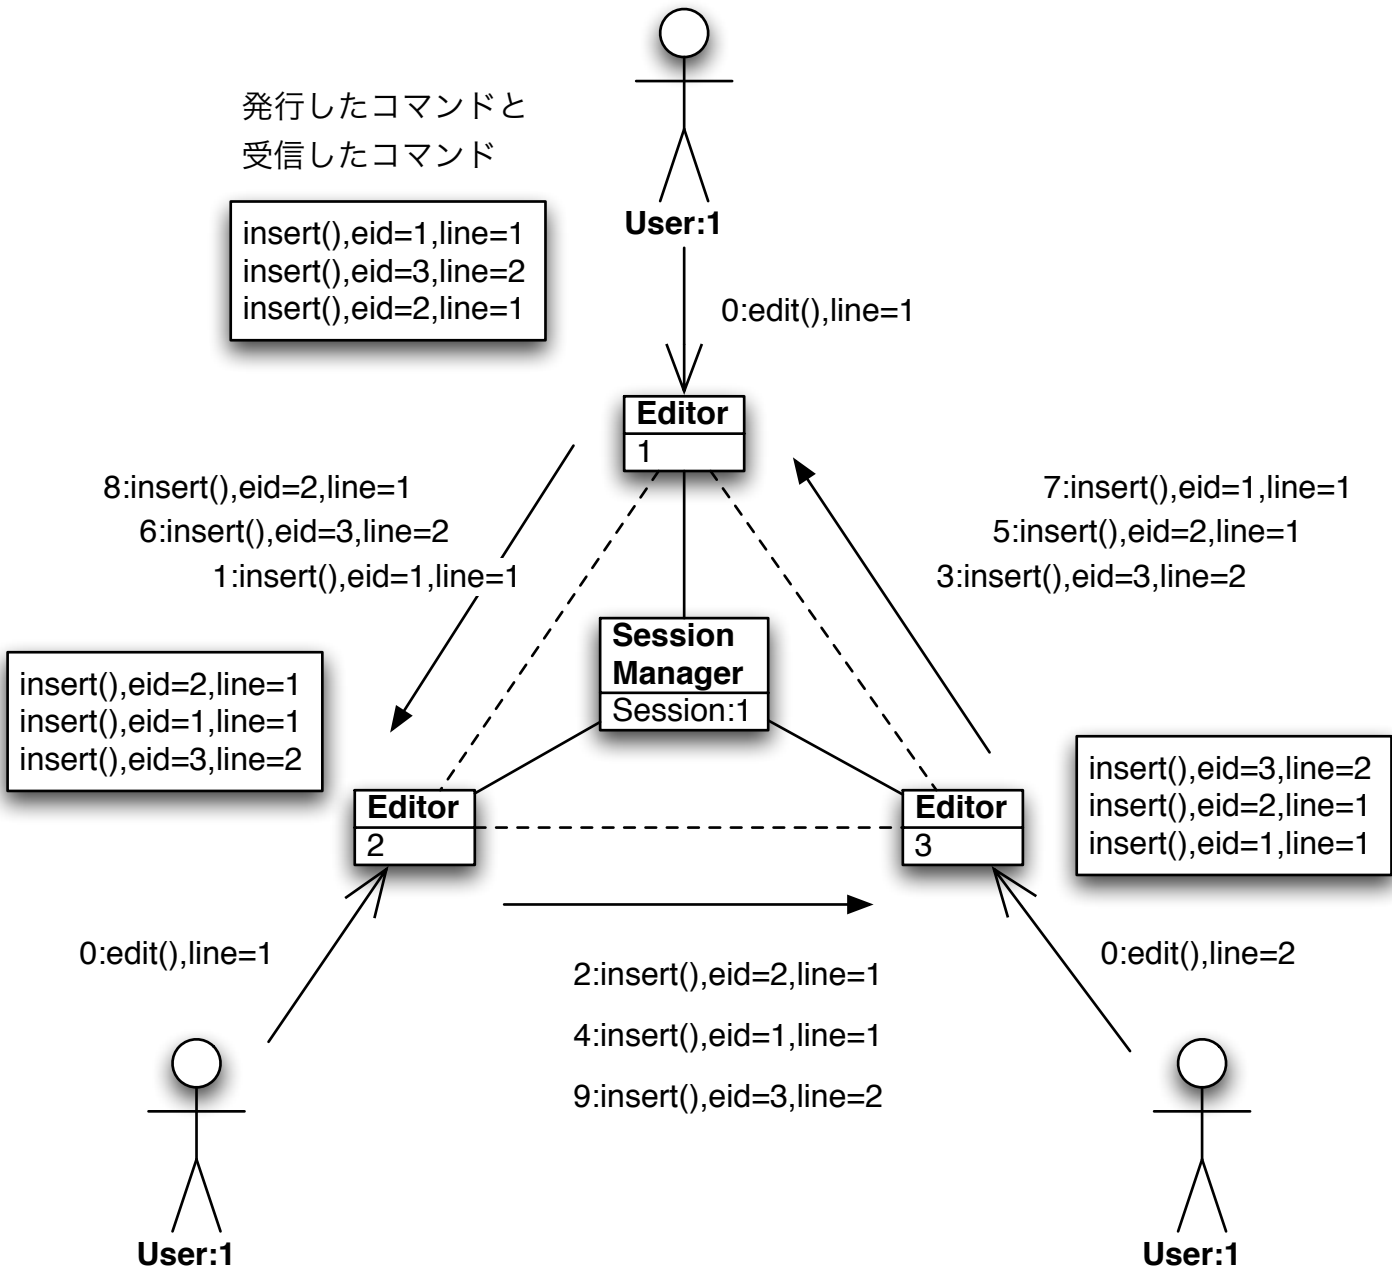 発行したコマンドと
受信したコマンド
insert(),eid=1,line=1
insert(),eid=3,line=2
insert(),eid=2,line=1
User:1
0:edit(),line=1
Editor
1
8:insert(),eid=2,line=1
6:insert(),eid=3,line=2
1:insert(),eid=1,line=1
7:insert(),eid=1,line=1
5:insert(),eid=2,line=1
3:insert(),eid=3,line=2
Session
Manager
Session:1
insert(),eid=2,line=1
insert(),eid=1,line=1
insert(),eid=3,line=2
Editor
2
Editor
3
insert(),eid=3,line=2
insert(),eid=2,line=1
insert(),eid=1,line=1
0:edit(),line=1
2:insert(),eid=2,line=1
4:insert(),eid=1,line=1
9:insert(),eid=3,line=2
0:edit(),line=2
User:1
User:1